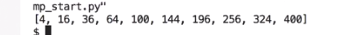 mp_start.py"
[4, 16, 36, 64, 100, 144, 196, 256, 324, 400]
$